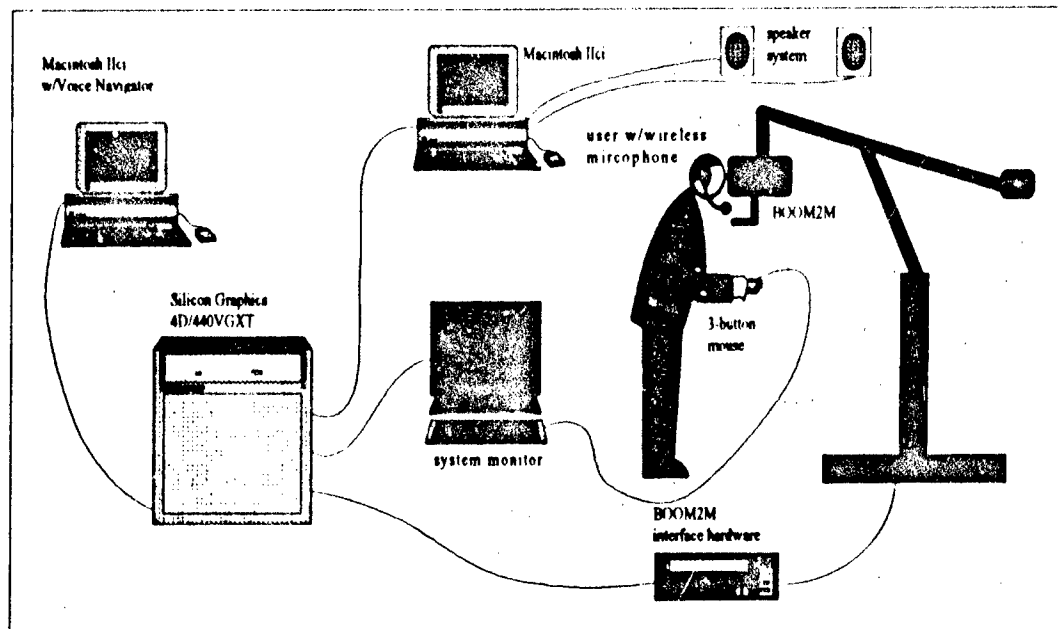 Macintosh IIci
w/Voice Navigator
Macintosh IIci
speaker
system
user w/wireless
mircophone
BOOM2M
Silicon Graphics
4D/440VGXT
3-button
mouse
system monitor
BOOM2M
interface hardware